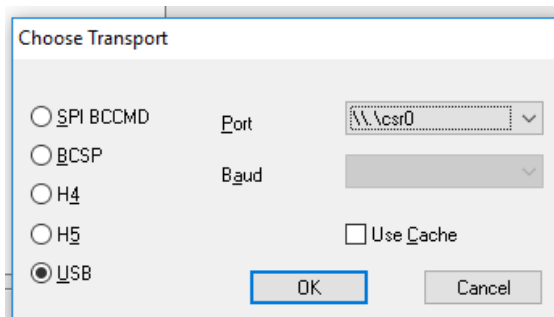 Choose Transport
SPI BCCMD
Port
\\.\csr0
BCSP
Baud
H4
H5
Use Cache
USB
OK
Cancel